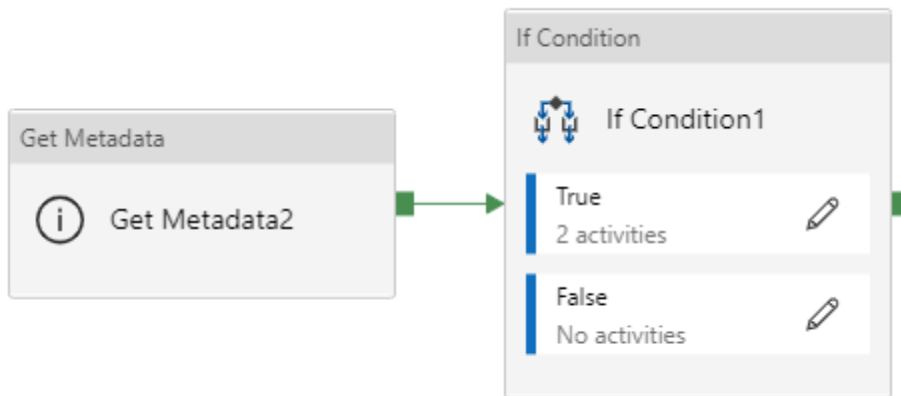 Get Metadata
Get Metadata2
If Condition
If Condition1
True
2 activities
False
No activities